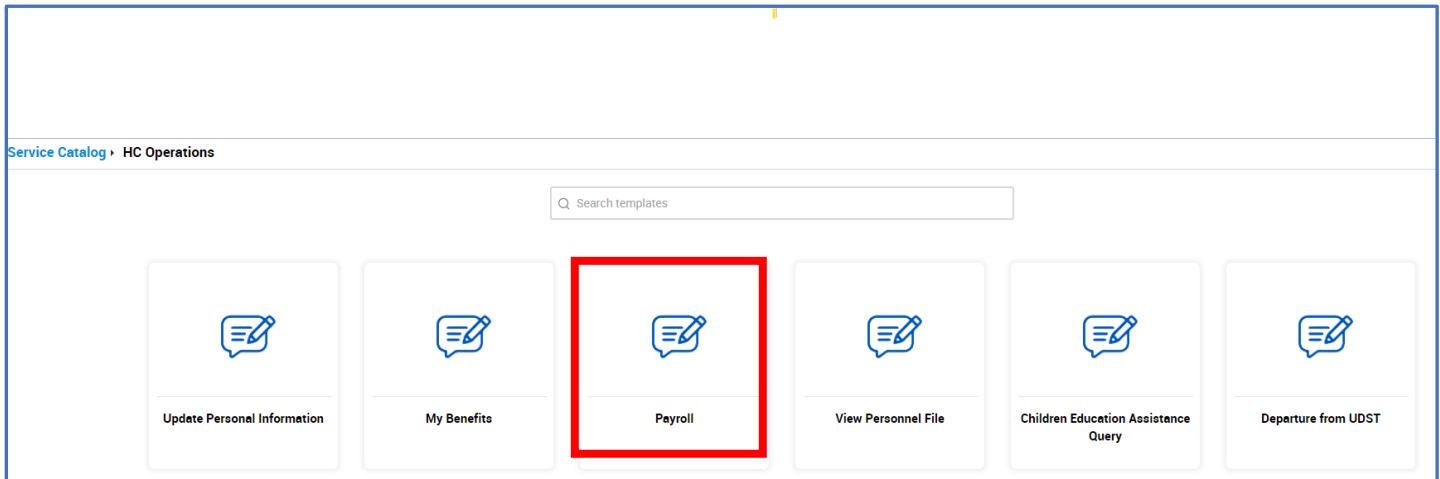 Service Catalog › HC Operations
Search templates
Update Personal Information
My Benefits
Payroll
View Personnel File
Children Education Assistance
Query
Departure from UDST